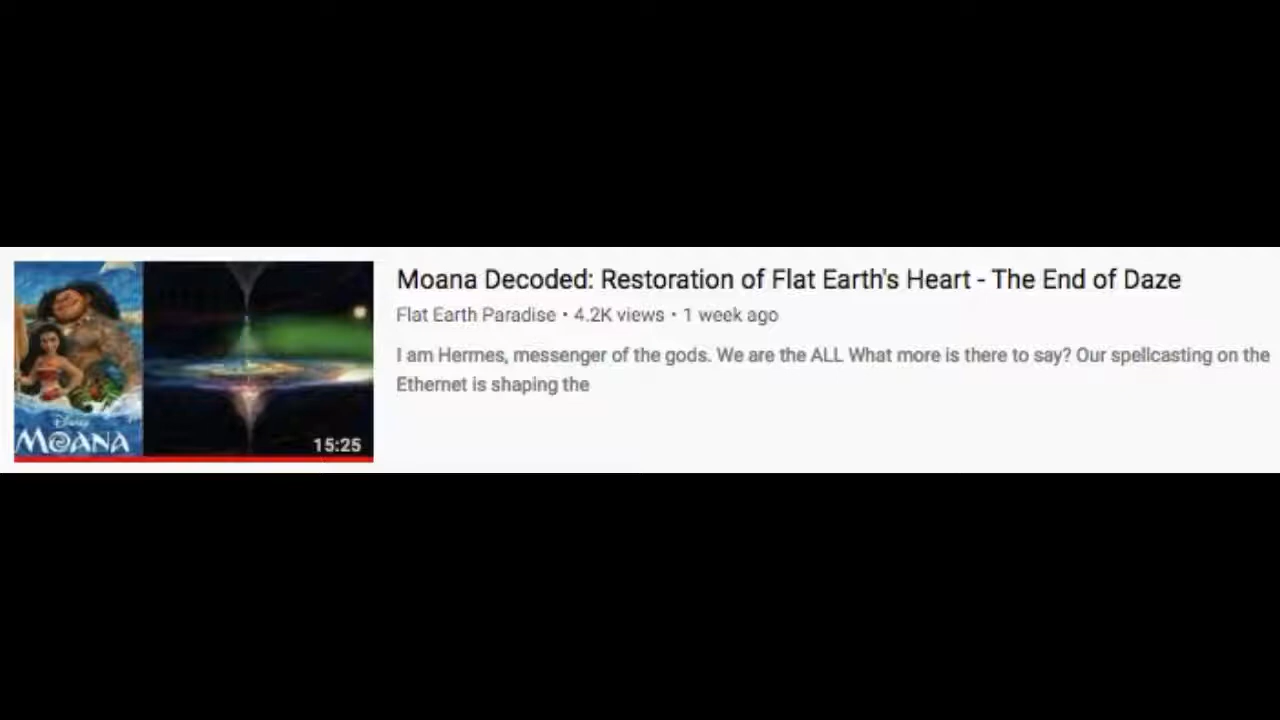 Moana Decoded: Restoration of Flat Earth's Heart - The End of Daze
Flat Earth Paradise • 4.2K views • 1 week ago
I am Hermes, messenger of the gods. We are the ALL What more is there to say? Our spellcasting on the
Ethernet is shaping the
Disney
MOANA
15:25